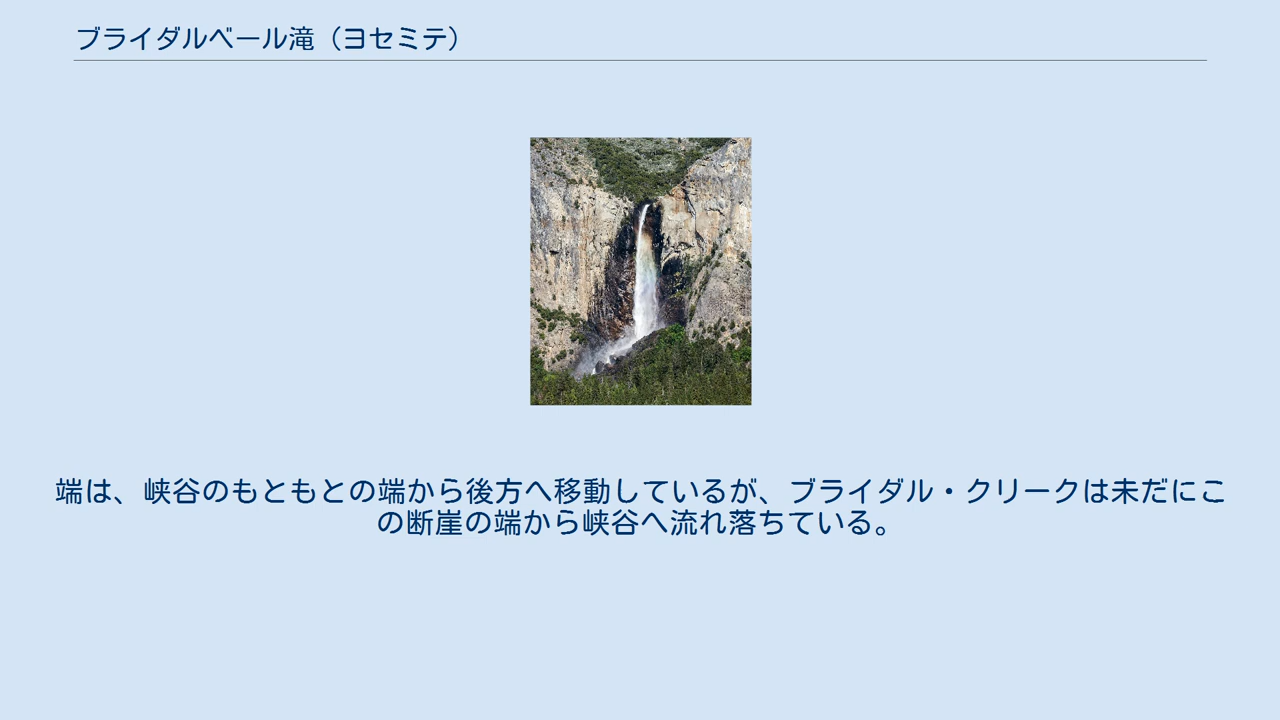 ブライダルベール滝（ヨセミテ）
端は、峡谷のもともとの端から後方へ移動しているが、ブライダル・クリークは未だにこ
の断崖の端から峡谷へ流れ落ちている。